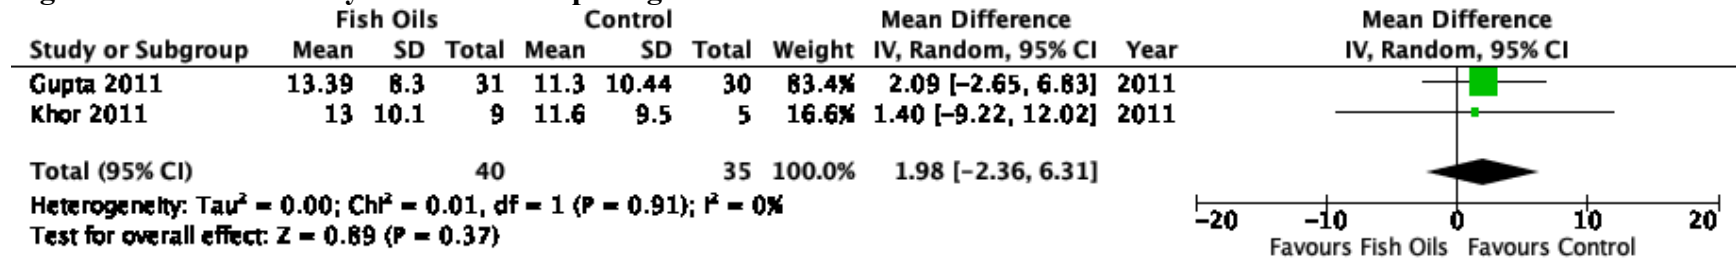 Fish Oils Control Mean Difference Mean Difference
Study or Subgroup Mean SD Total Mean SD Total Weight IV, Random, 95% CI Year IV, Random, 95% CI
Gupta 2011 13.39 8.3 31 11.3 10.44 30 83.4% 2.09 [−2.65, 6.83] 2011
Khor 2011 13 10.1 9 11.6 9.5 5 16.6% 1.40 [−9.22, 12.02] 2011
Total (95% CI) 40 35 100.0% 1.98 [−2.36, 6.31]
Heterogeneity: Tau² = 0.00; Chi² = 0.01, df = 1 (P = 0.91); I² = 0%
Test for overall effect: Z = 0.89 (P = 0.37)
−20 −10 0 10 20
Favours Fish Oils Favours Control